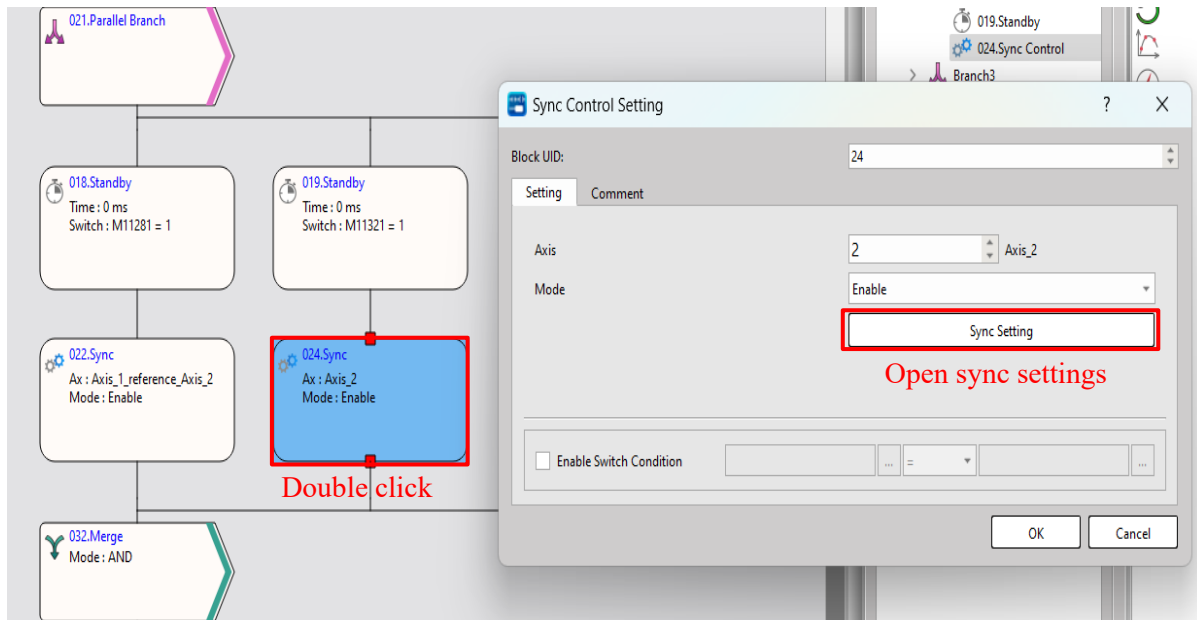 021.Parallel Branch
018.Standby
Time : 0 ms
Switch : M11281 = 1
019.Standby
Time : 0 ms
Switch : M11321 = 1
022.Sync
Ax : Axis_1_reference_Axis_2
Mode : Enable
024.Sync
Ax : Axis_2
Mode : Enable
Double click
032.Merge
Mode : AND
019.Standby
024.Sync Control
Branch3
Sync Control Setting
?
X
Block UID:
24
Setting
Comment
Axis
2
Axis_2
Mode
Enable
Sync Setting
Open sync settings
Enable Switch Condition
...
=
...
OK
Cancel